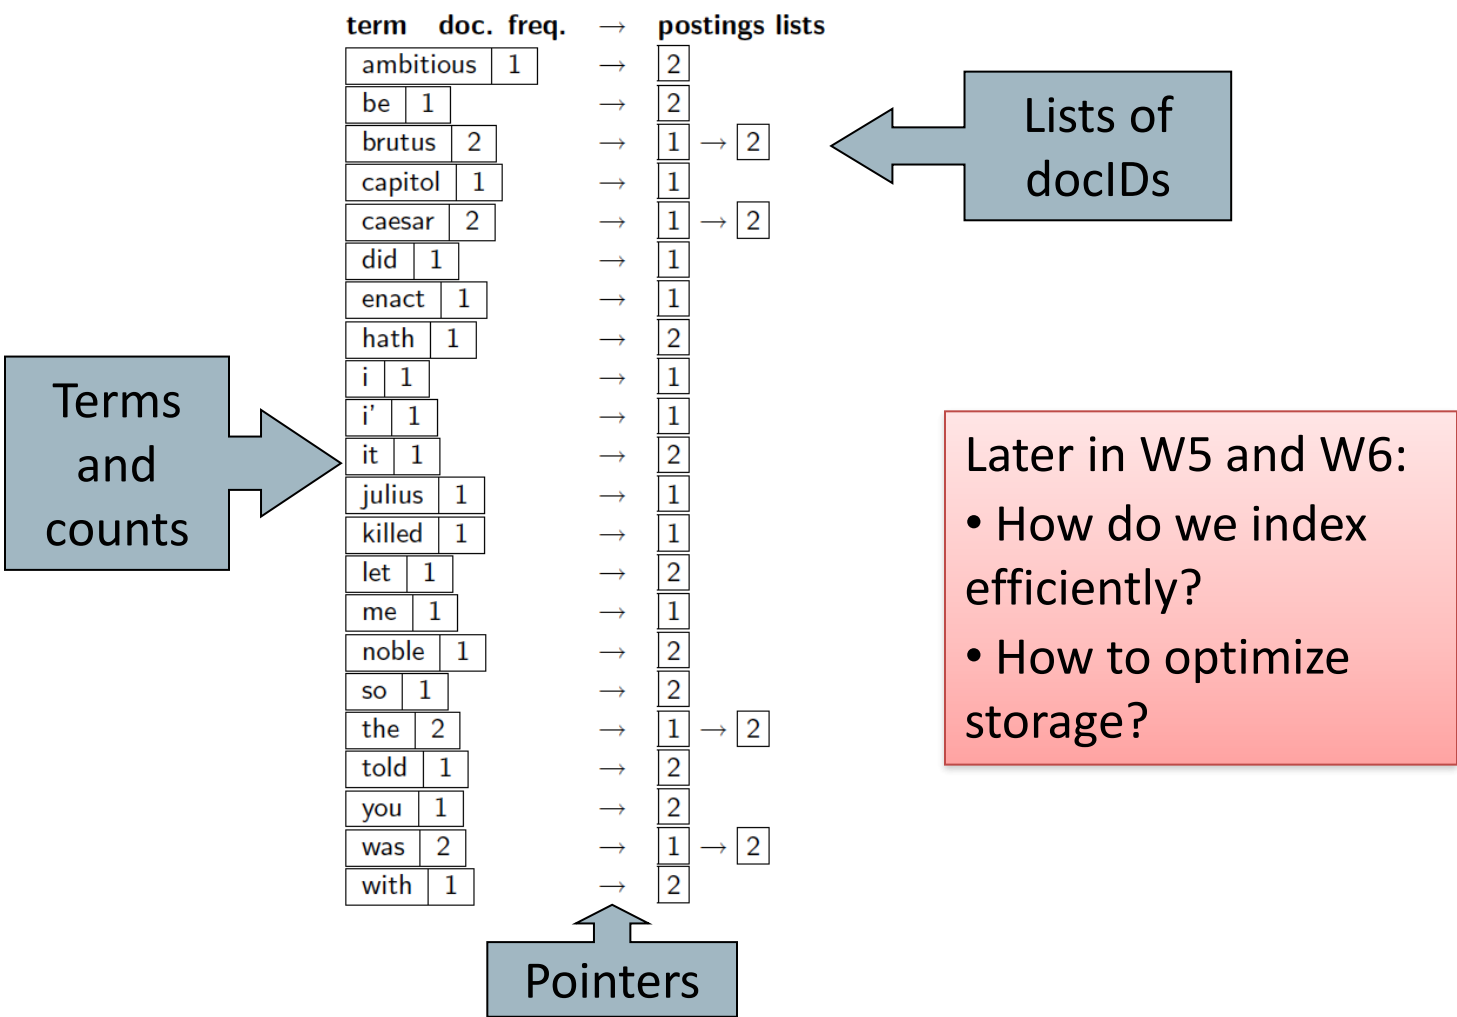 term doc. freq. → postings lists
ambitious 1 → 2
be 1 → 2
brutus 2 → 1 → 2
capitol 1 → 1
caesar 2 → 1 → 2
did 1 → 1
enact 1 → 1
hath 1 → 2
i 1 → 1
i' 1 → 1
it 1 → 2
julius 1 → 1
killed 1 → 1
let 1 → 2
me 1 → 1
noble 1 → 2
so 1 → 2
the 2 → 1 → 2
told 1 → 2
you 1 → 2
was 2 → 1 → 2
with 1 → 2
Lists of
docIDs
Terms
and
counts
Later in W5 and W6:
• How do we index
efficiently?
• How to optimize
storage?
Pointers